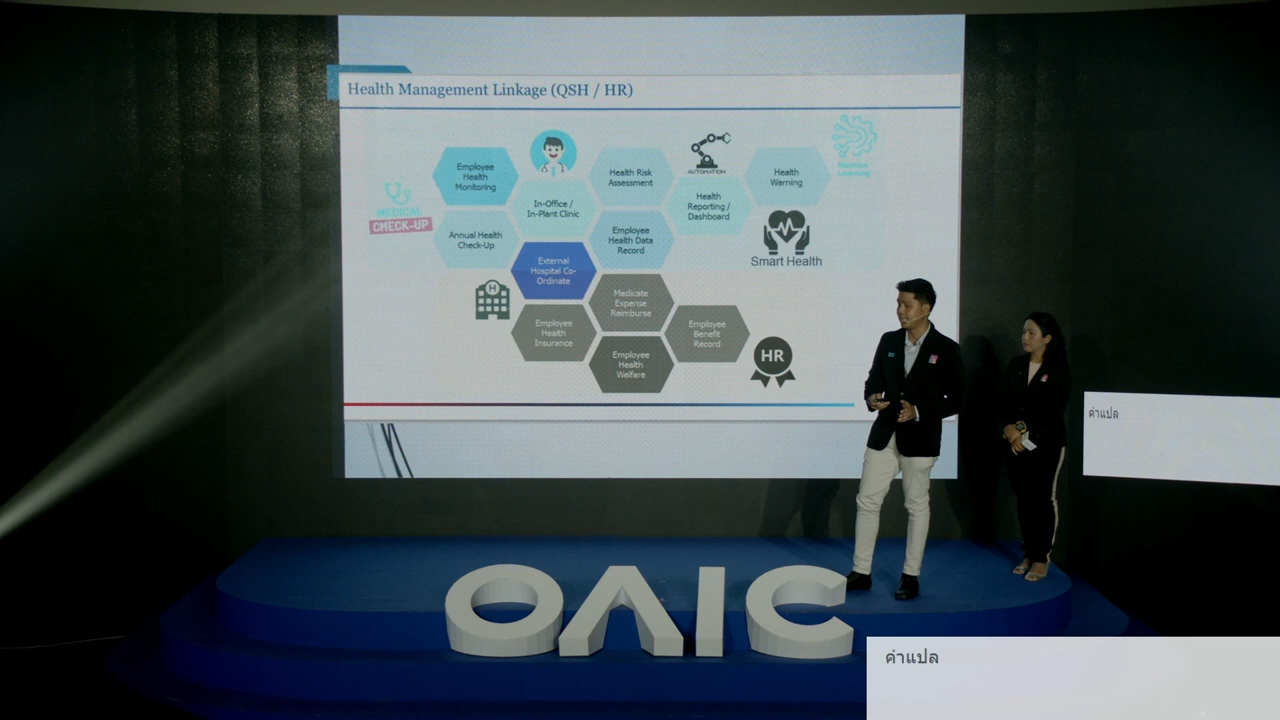 Health Management Linkage (QSH / HR)
Employee
Health
Monitoring
Health Risk
Assessment
AUTOMATION
Health
Warning
Machine
Learning
MEDICAL
CHECK-UP
In-Office /
In-Plant Clinic
Health
Reporting /
Dashboard
Annual Health
Check-Up
Employee
Health Data
Record
Smart Health
External
Hospital Co-
Ordinate
H
Medicate
Expense
Reimburse
Employee
Health
Insurance
Employee
Benefit
Record
Employee
Health
Welfare
HR
คำแปล
OAIC
คำแปล